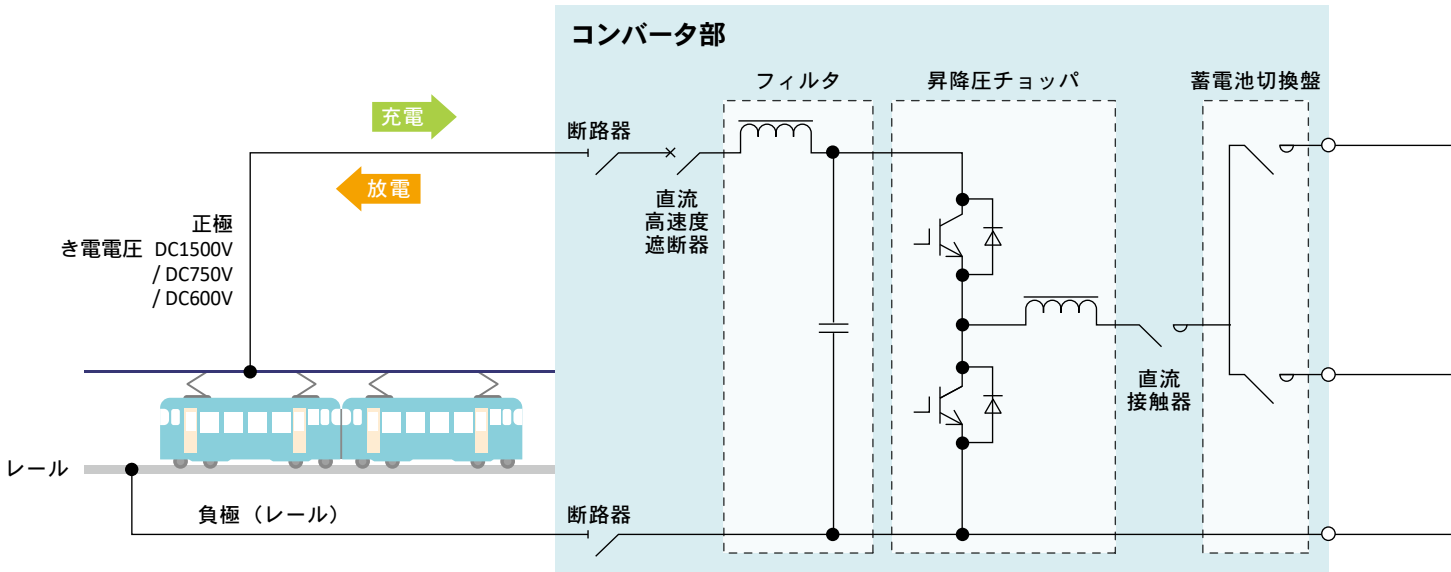 コンバータ部
フィルタ
昇降圧チョッパ
蓄電池切換盤
充電
断路器
放電
直流
高速度
遮断器
正極
き電電圧 DC1500V
/ DC750V
/ DC600V
直流
接触器
レール
負極（レール）
断路器